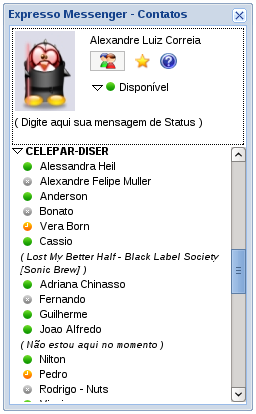 Expresso Messenger - Contatos
Alexandre Luiz Correia
Disponível
( Digite aqui sua mensagem de Status )
CELEPAR-DISER
Alessandra Heil
Alexandre Felipe Muller
Anderson
Bonato
Vera Born
Cassio
( Lost My Better Half - Black Label Society
[Sonic Brew] )
Adriana Chinasso
Fernando
Guilherme
Joao Alfredo
( Não estou aqui no momento )
Nilton
Pedro
Rodrigo - Nuts